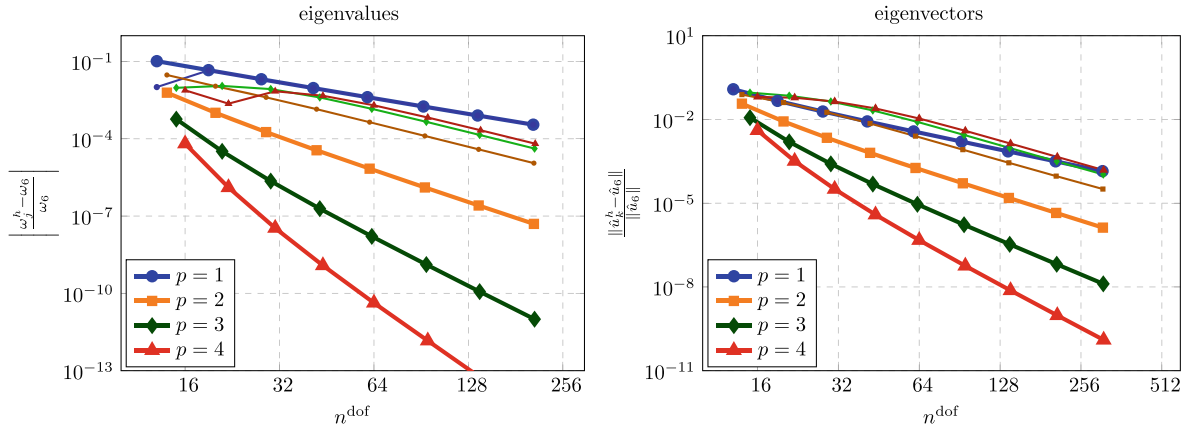 eigenvalues
10^{-1}
10^{-4}
10^{-7}
10^{-10}
10^{-13}
|\frac{ω_j^h − ω_6}{ω_6}|
p = 1
p = 2
p = 3
p = 4
16 32 64 128 256
n^{dof}
eigenvectors
10^{1}
10^{-2}
10^{-5}
10^{-8}
10^{-11}
\frac{||û_k^h − û_6||}{||û_6||}
p = 1
p = 2
p = 3
p = 4
16 32 64 128 256 512
n^{dof}